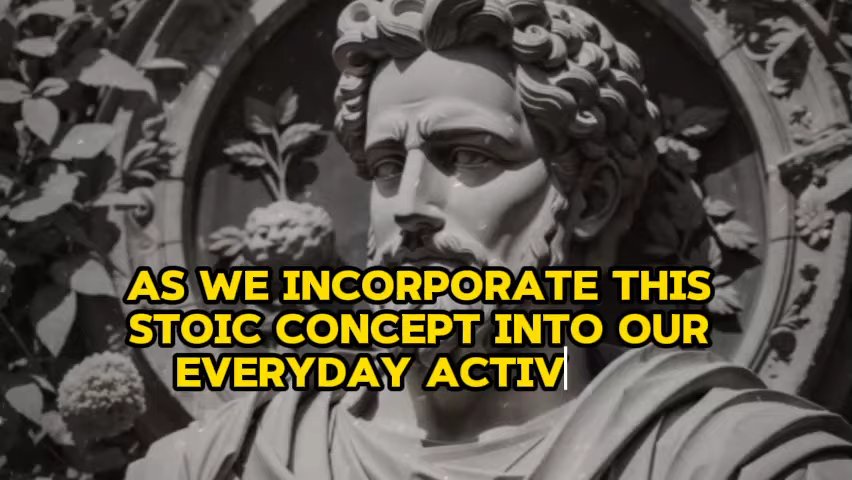 AS WE INCORPORATE THIS
STOIC CONCEPT INTO OUR
EVERYDAY ACTIV